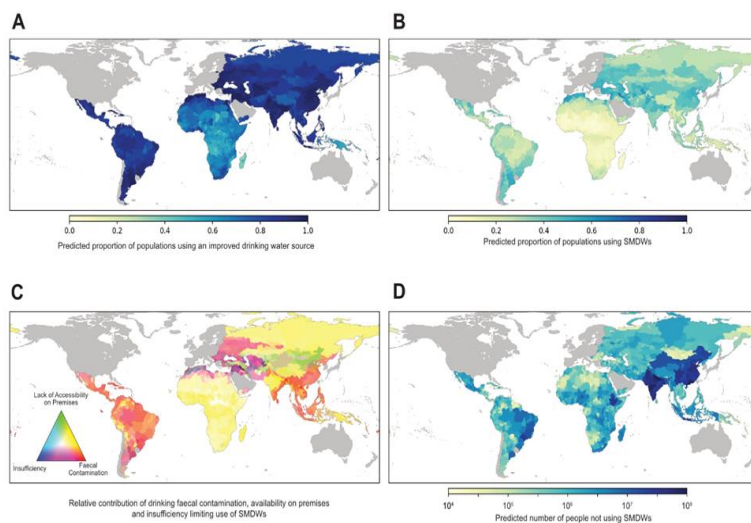 A
B
0.0 0.2 0.4 0.6 0.8 1.0
Predicted proportion of populations using an improved drinking water source
0.0 0.2 0.4 0.6 0.8 1.0
Predicted proportion of populations using SMDWs
C
D
Lack of Accessibility
on Premises
Insufficiency
Faecal
Contamination
Relative contribution of drinking faecal contamination, availability on premises
and insufficiency limiting use of SMDWs
10⁴ 10⁵ 10⁶ 10⁷ 10⁸
Predicted number of people not using SMDWs